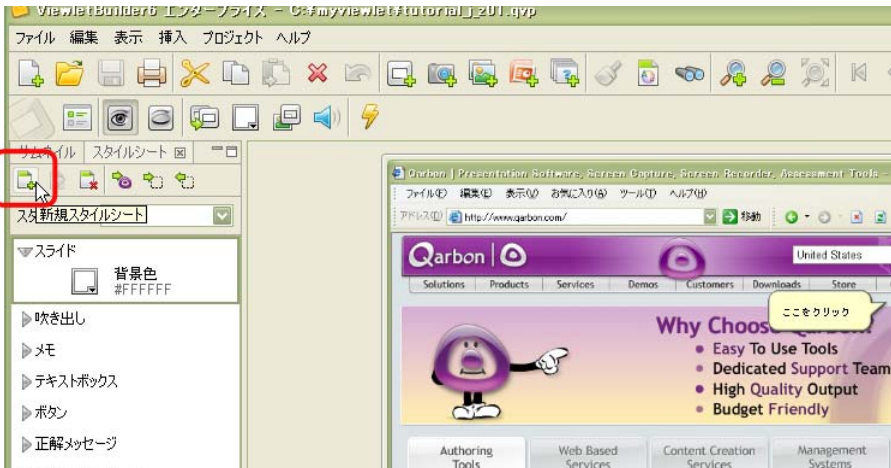 ViewletBuilder6 エンタープライズ - C:¥myviewlet¥tutorial_j_201.qvp
ファイル 編集 表示 挿入 プロジェクト ヘルプ
サムネイル スタイルシート
新規スタイルシート
スライド
背景色
#FFFFFF
吹き出し
メモ
テキストボックス
ボタン
正解メッセージ
Qarbon | Presentation Software, Screen Capture, Screen Recorder, Assessment Tools -
ファイル(F) 編集(E) 表示(V) お気に入り(A) ツール(T) ヘルプ(H)
アドレス(D) http://www.qarbon.com/ 移動
Qarbon
United States
Solutions Products Services Demos Customers Downloads Store
ここをクリック
Why Choose
Easy To Use Tools
Dedicated Support Team
High Quality Output
Budget Friendly
Authoring Tools
Web Based Services
Content Creation Services
Management Systems